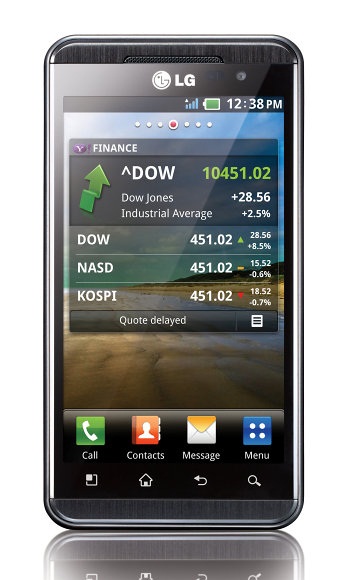 LG
12:38 PM
Y! FINANCE
^DOW 10451.02
Dow Jones +28.56
Industrial Average +2.5%
DOW 451.02 ▲ 28.56
+8.5%
NASD 451.02 15.52
-0.6%
KOSPI 451.02 ▼ 18.52
-0.7%
Quote delayed
Call Contacts Message Menu